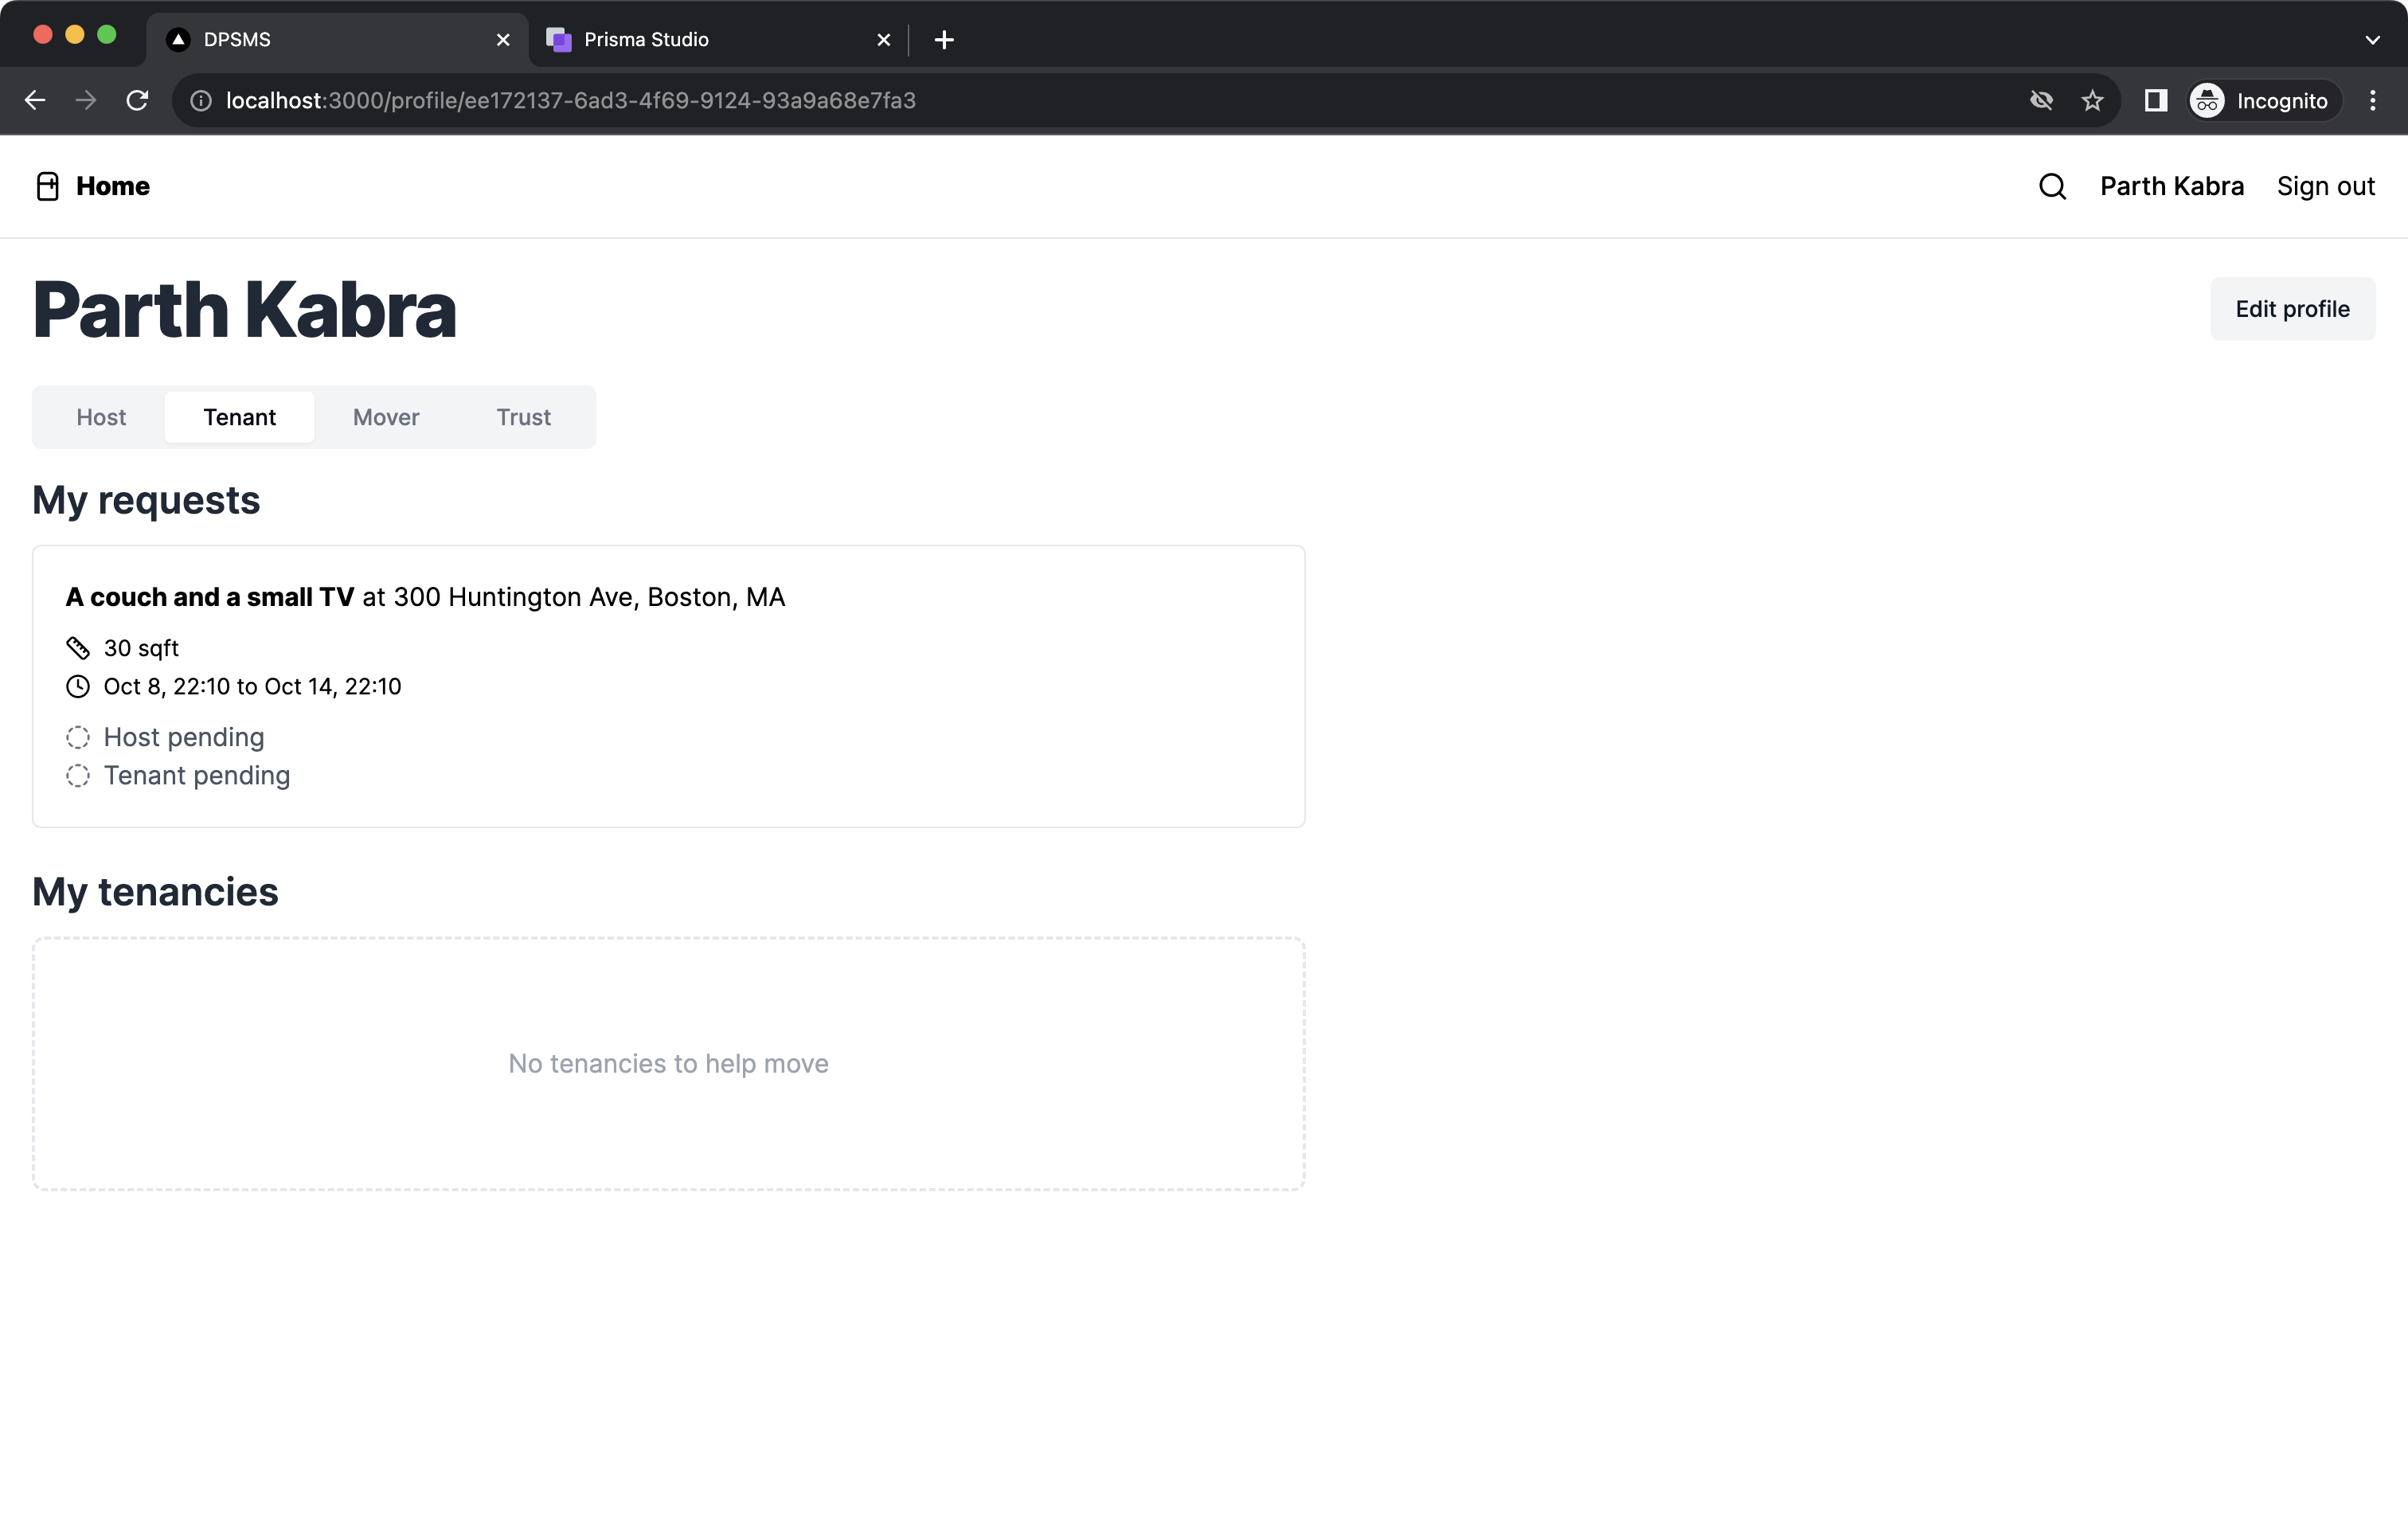 DPSMS
Prisma Studio
localhost:3000/profile/ee172137-6ad3-4f69-9124-93a9a68e7fa3
Incognito
Home
Parth Kabra
Sign out
Parth Kabra
Edit profile
Host
Tenant
Mover
Trust
My requests
A couch and a small TV at 300 Huntington Ave, Boston, MA
30 sqft
Oct 8, 22:10 to Oct 14, 22:10
Host pending
Tenant pending
My tenancies
No tenancies to help move